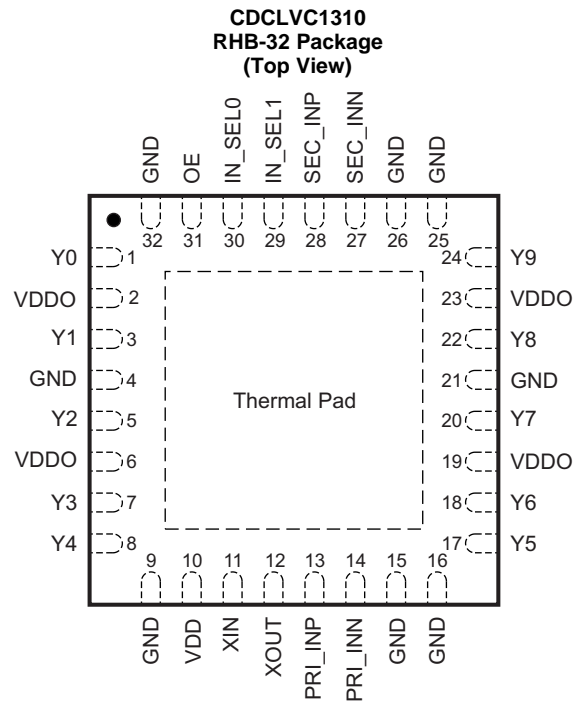 CDCLVC1310
RHB-32 Package
(Top View)
GND
OE
IN_SEL0
IN_SEL1
SEC_INP
SEC_INN
GND
GND
32
31
30
29
28
27
26
25
Y0 1
VDDO 2
Y1 3
GND 4
Y2 5
VDDO 6
Y3 7
Y4 8
Thermal Pad
24 Y9
23 VDDO
22 Y8
21 GND
20 Y7
19 VDDO
18 Y6
17 Y5
9
10
11
12
13
14
15
16
GND
VDD
XIN
XOUT
PRI_INP
PRI_INN
GND
GND